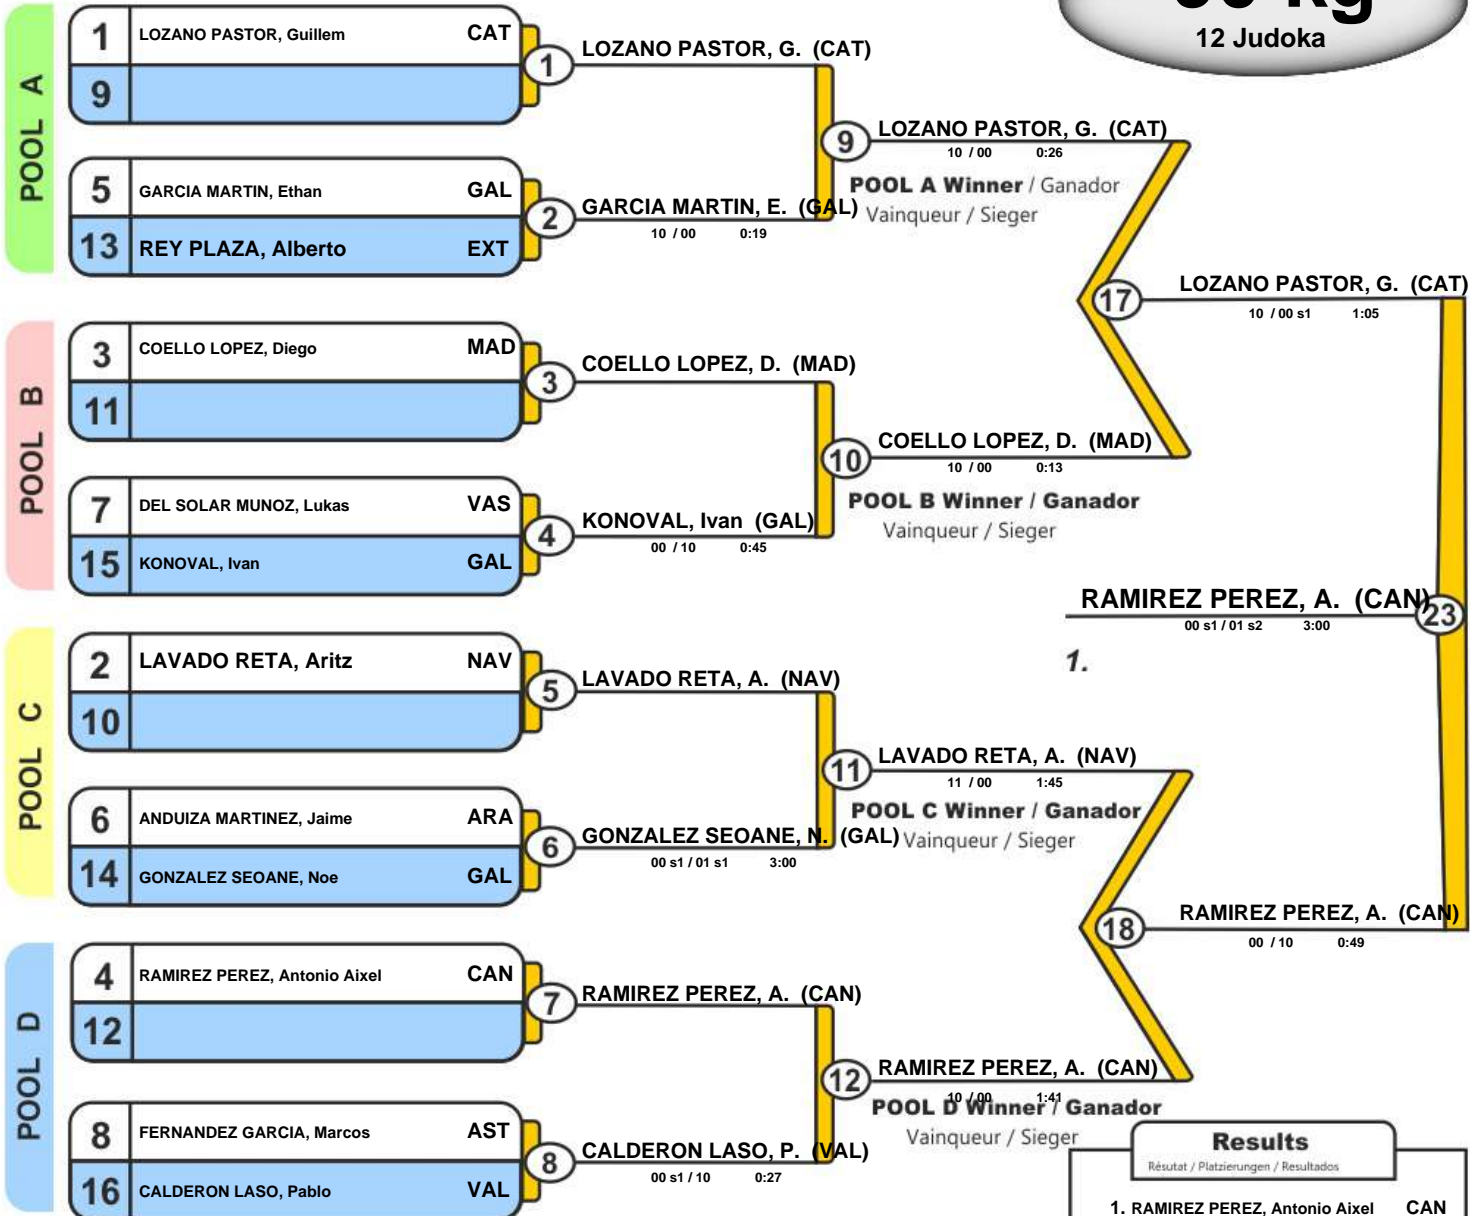 kg
12 Judoka
POOL A
1 LOZANO PASTOR, Guillem CAT
9
1
LOZANO PASTOR, G. (CAT)
5 GARCIA MARTIN, Ethan GAL
13 REY PLAZA, Alberto EXT
2
GARCIA MARTIN, E. (GAL)
10 / 00 0:19
9
LOZANO PASTOR, G. (CAT)
10 / 00 0:26
POOL A Winner / Ganador
Vainqueur / Sieger
POOL B
3 COELLO LOPEZ, Diego MAD
11
3
COELLO LOPEZ, D. (MAD)
7 DEL SOLAR MUNOZ, Lukas VAS
15 KONOVAL, Ivan GAL
4
KONOVAL, Ivan (GAL)
00 / 10 0:45
10
COELLO LOPEZ, D. (MAD)
10 / 00 0:13
POOL B Winner / Ganador
Vainqueur / Sieger
17
LOZANO PASTOR, G. (CAT)
10 / 00 s1 1:05
RAMIREZ PEREZ, A. (CAN)
23
00 s1 / 01 s2 3:00
1.
POOL C
2 LAVADO RETA, Aritz NAV
10
5
LAVADO RETA, A. (NAV)
6 ANDUIZA MARTINEZ, Jaime ARA
14 GONZALEZ SEOANE, Noe GAL
6
GONZALEZ SEOANE, N. (GAL)
00 s1 / 01 s1 3:00
11
LAVADO RETA, A. (NAV)
11 / 00 1:45
POOL C Winner / Ganador
Vainqueur / Sieger
18
RAMIREZ PEREZ, A. (CAN)
00 / 10 0:49
POOL D
4 RAMIREZ PEREZ, Antonio Aixel CAN
12
7
RAMIREZ PEREZ, A. (CAN)
8 FERNANDEZ GARCIA, Marcos AST
16 CALDERON LASO, Pablo VAL
8
CALDERON LASO, P. (VAL)
00 s1 / 10 0:27
12
RAMIREZ PEREZ, A. (CAN)
10 / 00 1:41
POOL D Winner / Ganador
Vainqueur / Sieger
Results
Résutat / Platzierungen / Resultados
1. RAMIREZ PEREZ, Antonio Aixel CAN